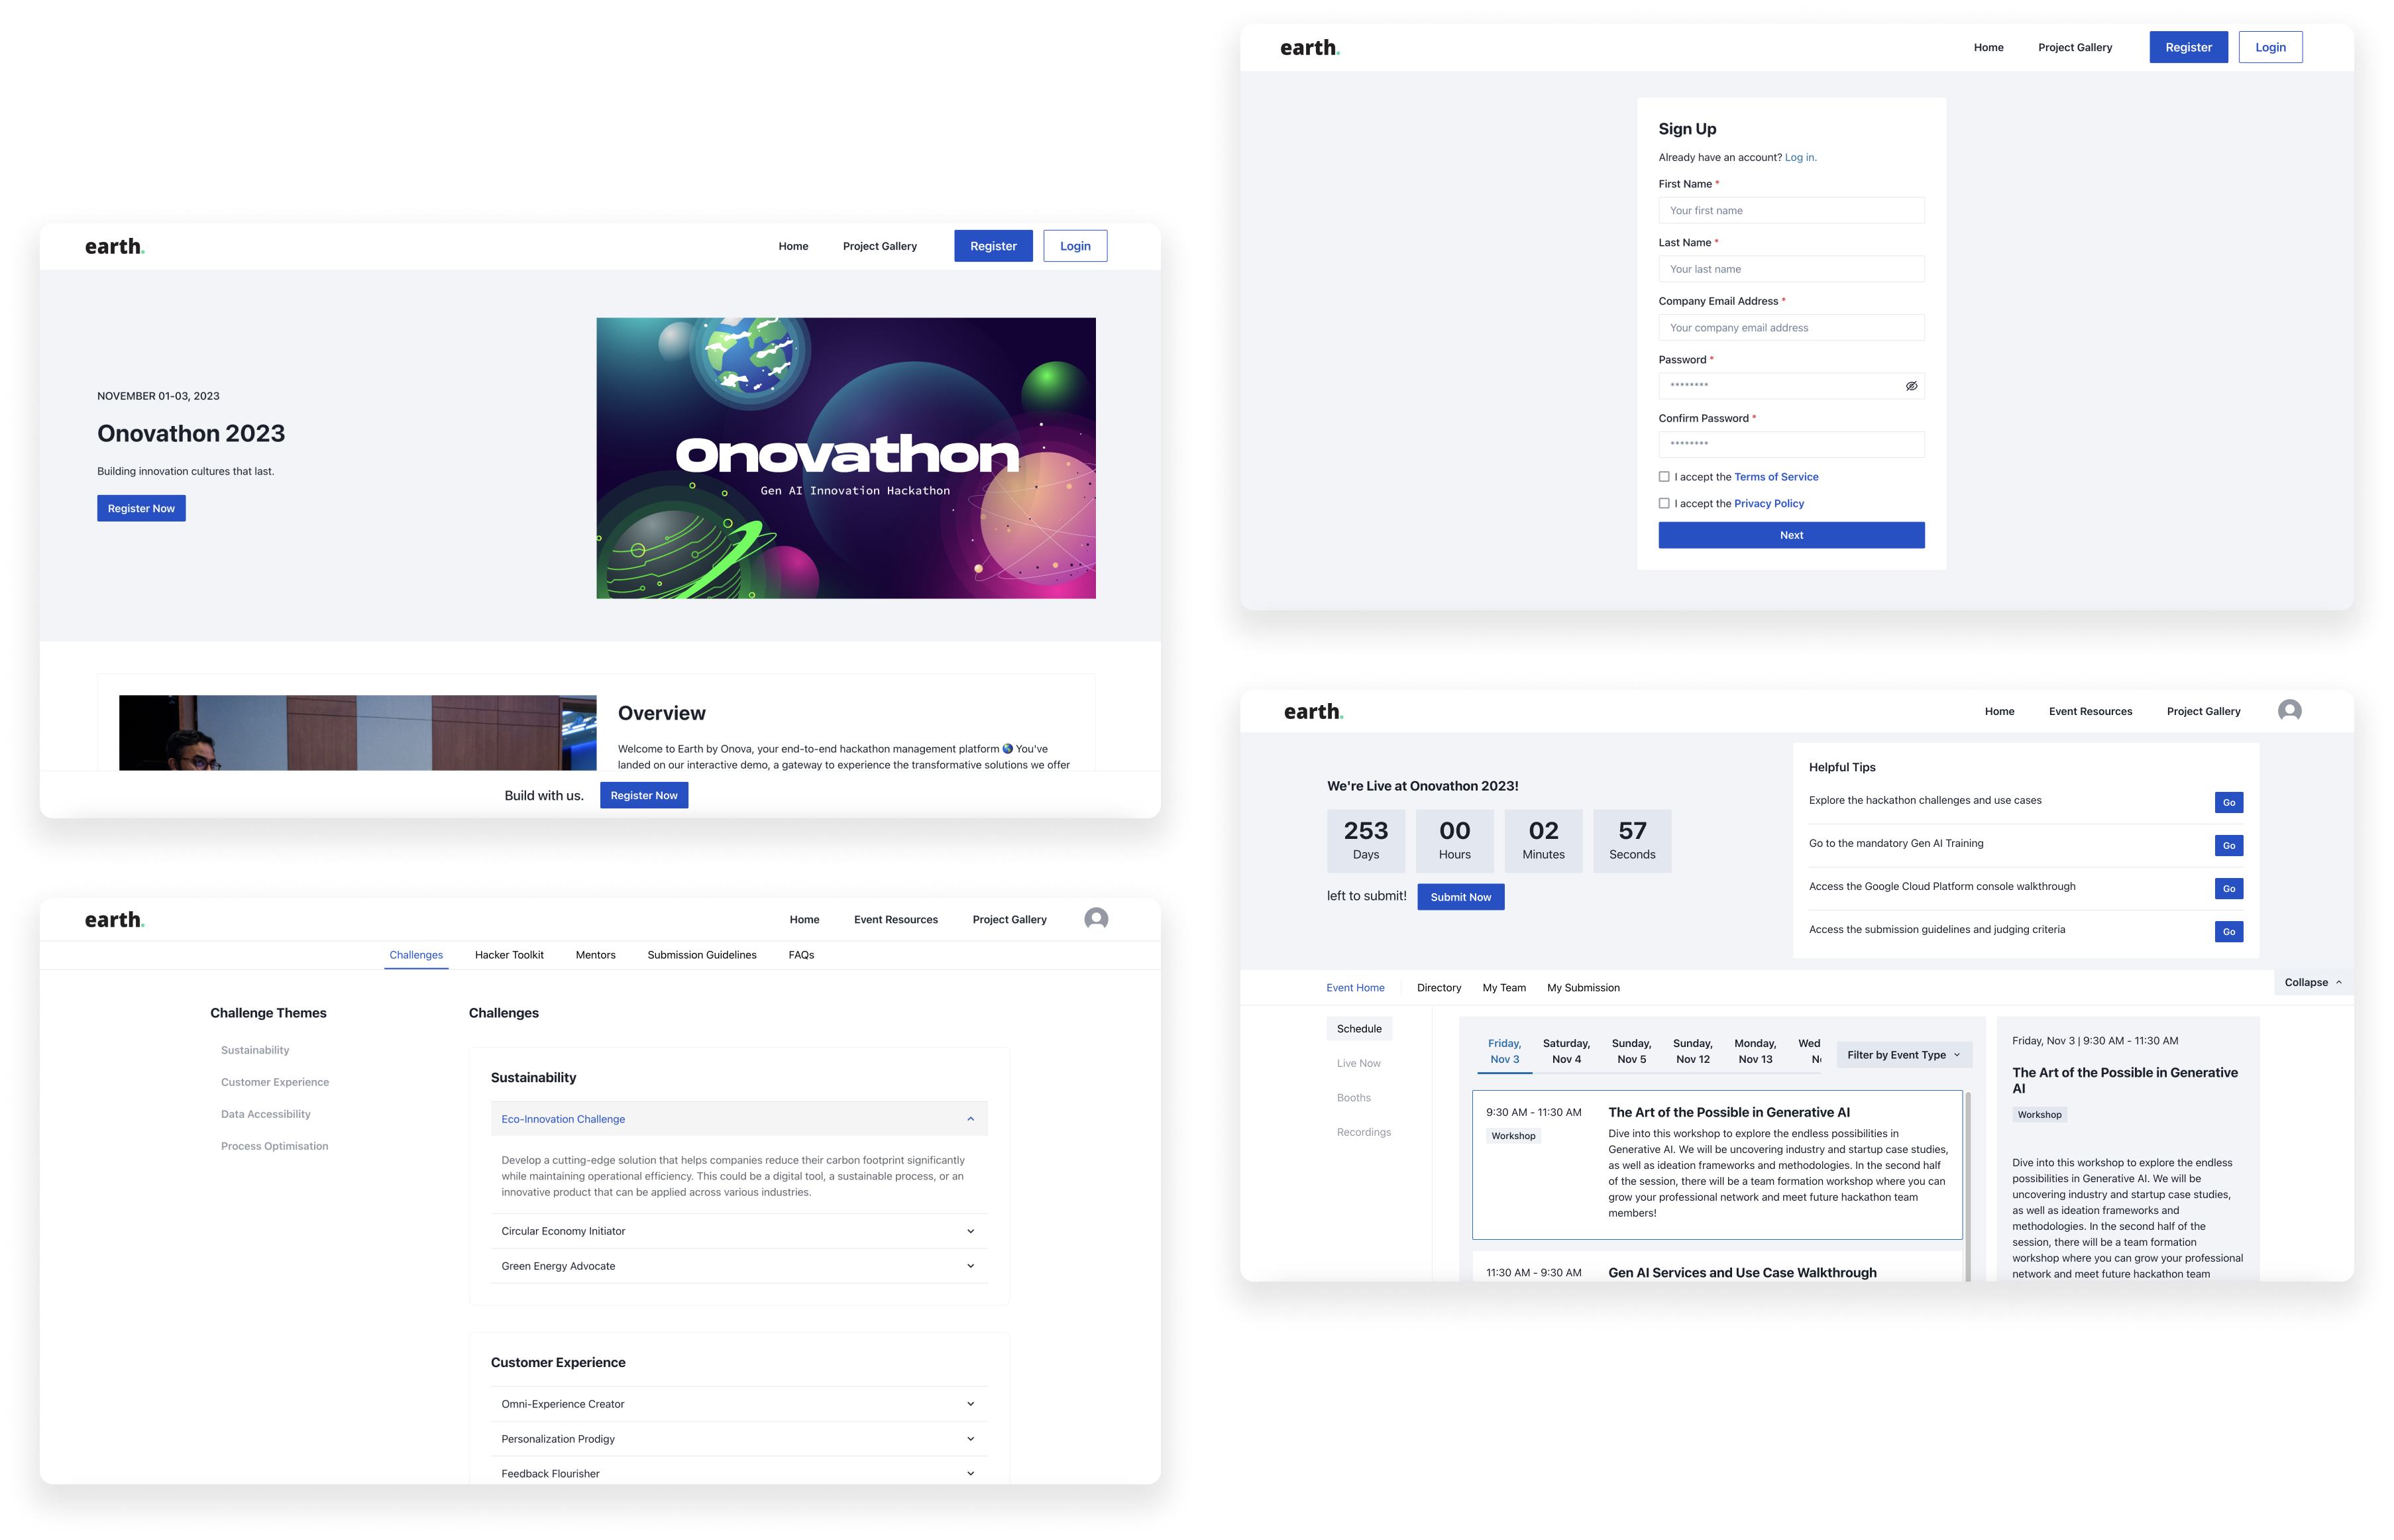 earth.
Home
Project Gallery
Register
Login
NOVEMBER 01-03, 2023
Onovathon 2023
Building innovation cultures that last.
Register Now
Onovathon
Gen AI Innovation Hackathon
Overview
Welcome to Earth by Onova, your end-to-end hackathon management platform 🌏 You've
landed on our interactive demo, a gateway to experience the transformative solutions we offer
Build with us.
Register Now
earth.
Home
Event Resources
Project Gallery
Challenges
Hacker Toolkit
Mentors
Submission Guidelines
FAQs
Challenge Themes
Sustainability
Customer Experience
Data Accessibility
Process Optimisation
Challenges
Sustainability
Eco-Innovation Challenge
Develop a cutting-edge solution that helps companies reduce their carbon footprint significantly
while maintaining operational efficiency. This could be a digital tool, a sustainable process, or an
innovative product that can be applied across various industries.
Circular Economy Initiator
Green Energy Advocate
Customer Experience
Omni-Experience Creator
Personalization Prodigy
Feedback Flourisher
earth.
Home
Project Gallery
Register
Login
Sign Up
Already have an account? Log in.
First Name *
Your first name
Last Name *
Your last name
Company Email Address *
Your company email address
Password *
********
Confirm Password *
********
I accept the Terms of Service
I accept the Privacy Policy
Next
earth.
Home
Event Resources
Project Gallery
We're Live at Onovathon 2023!
253
Days
00
Hours
02
Minutes
57
Seconds
left to submit!
Submit Now
Helpful Tips
Explore the hackathon challenges and use cases
Go
Go to the mandatory Gen AI Training
Go
Access the Google Cloud Platform console walkthrough
Go
Access the submission guidelines and judging criteria
Go
Event Home
Directory
My Team
My Submission
Collapse
Schedule
Live Now
Booths
Recordings
Friday,
Nov 3
Saturday,
Nov 4
Sunday,
Nov 5
Sunday,
Nov 12
Monday,
Nov 13
Wed
N
Filter by Event Type
9:30 AM - 11:30 AM
Workshop
The Art of the Possible in Generative AI
Dive into this workshop to explore the endless possibilities in
Generative AI. We will be uncovering industry and startup case studies,
as well as ideation frameworks and methodologies. In the second half
of the session, there will be a team formation workshop where you can
grow your professional network and meet future hackathon team
members!
11:30 AM - 9:30 AM
Gen AI Services and Use Case Walkthrough
Friday, Nov 3 | 9:30 AM - 11:30 AM
The Art of the Possible in Generative
AI
Workshop
Dive into this workshop to explore the endless
possibilities in Generative AI. We will be
uncovering industry and startup case studies,
as well as ideation frameworks and
methodologies. In the second half of the
session, there will be a team formation
workshop where you can grow your professional
network and meet future hackathon team